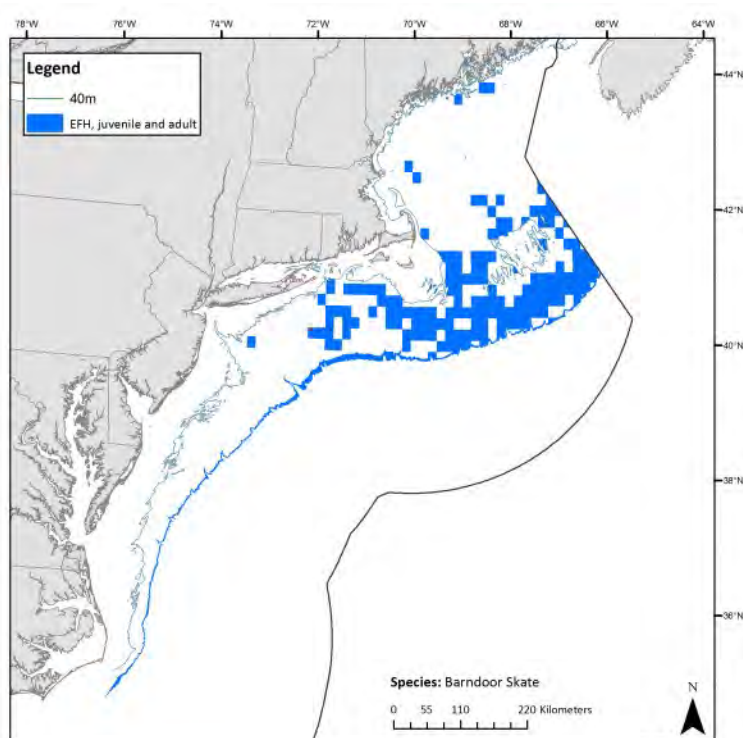 78°W 76°W 74°W 72°W 70°W 68°W 66°W 64°W
Legend
40m
EFH, juvenile and adult
44°N
42°N
40°N
38°N
36°N
Species: Barndoor Skate
0 55 110 220 Kilometers
N